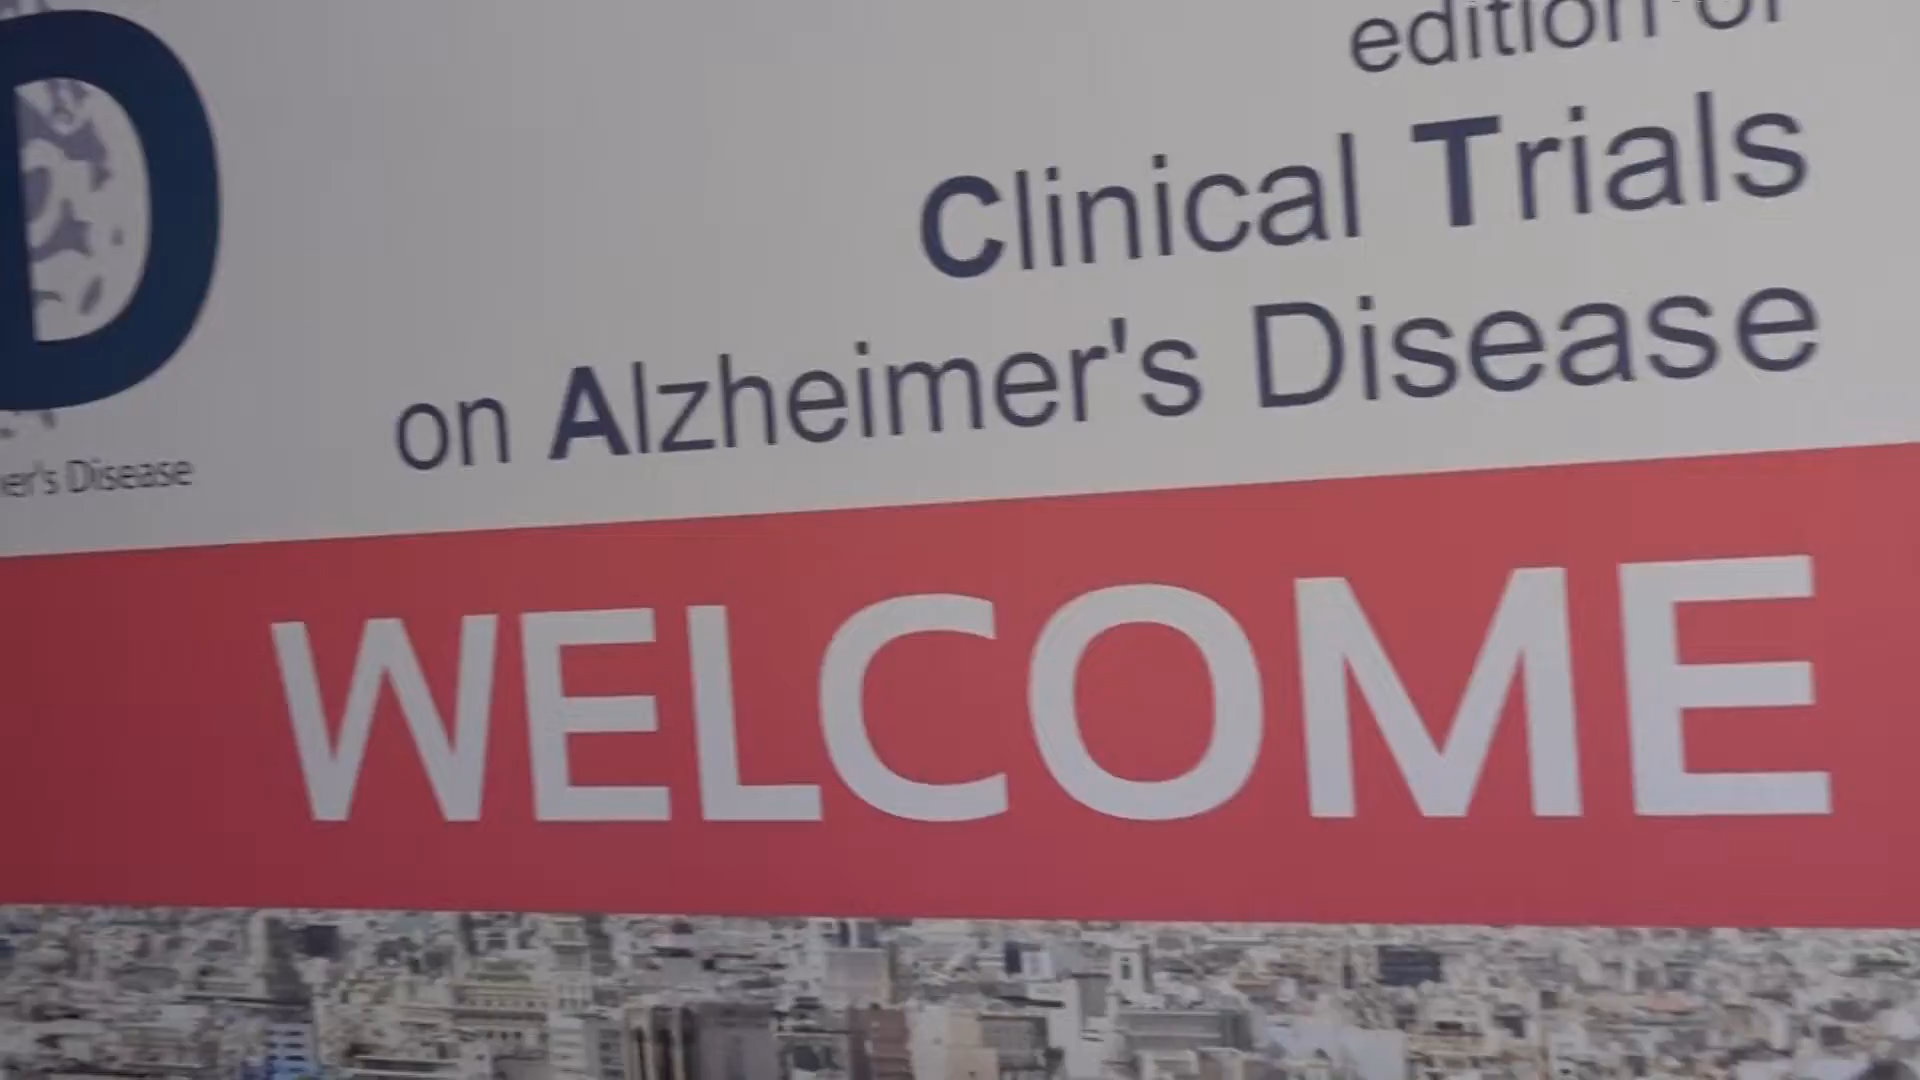 edition of
Clinical Trials
on Alzheimer's Disease
D
er's Disease
WELCOME